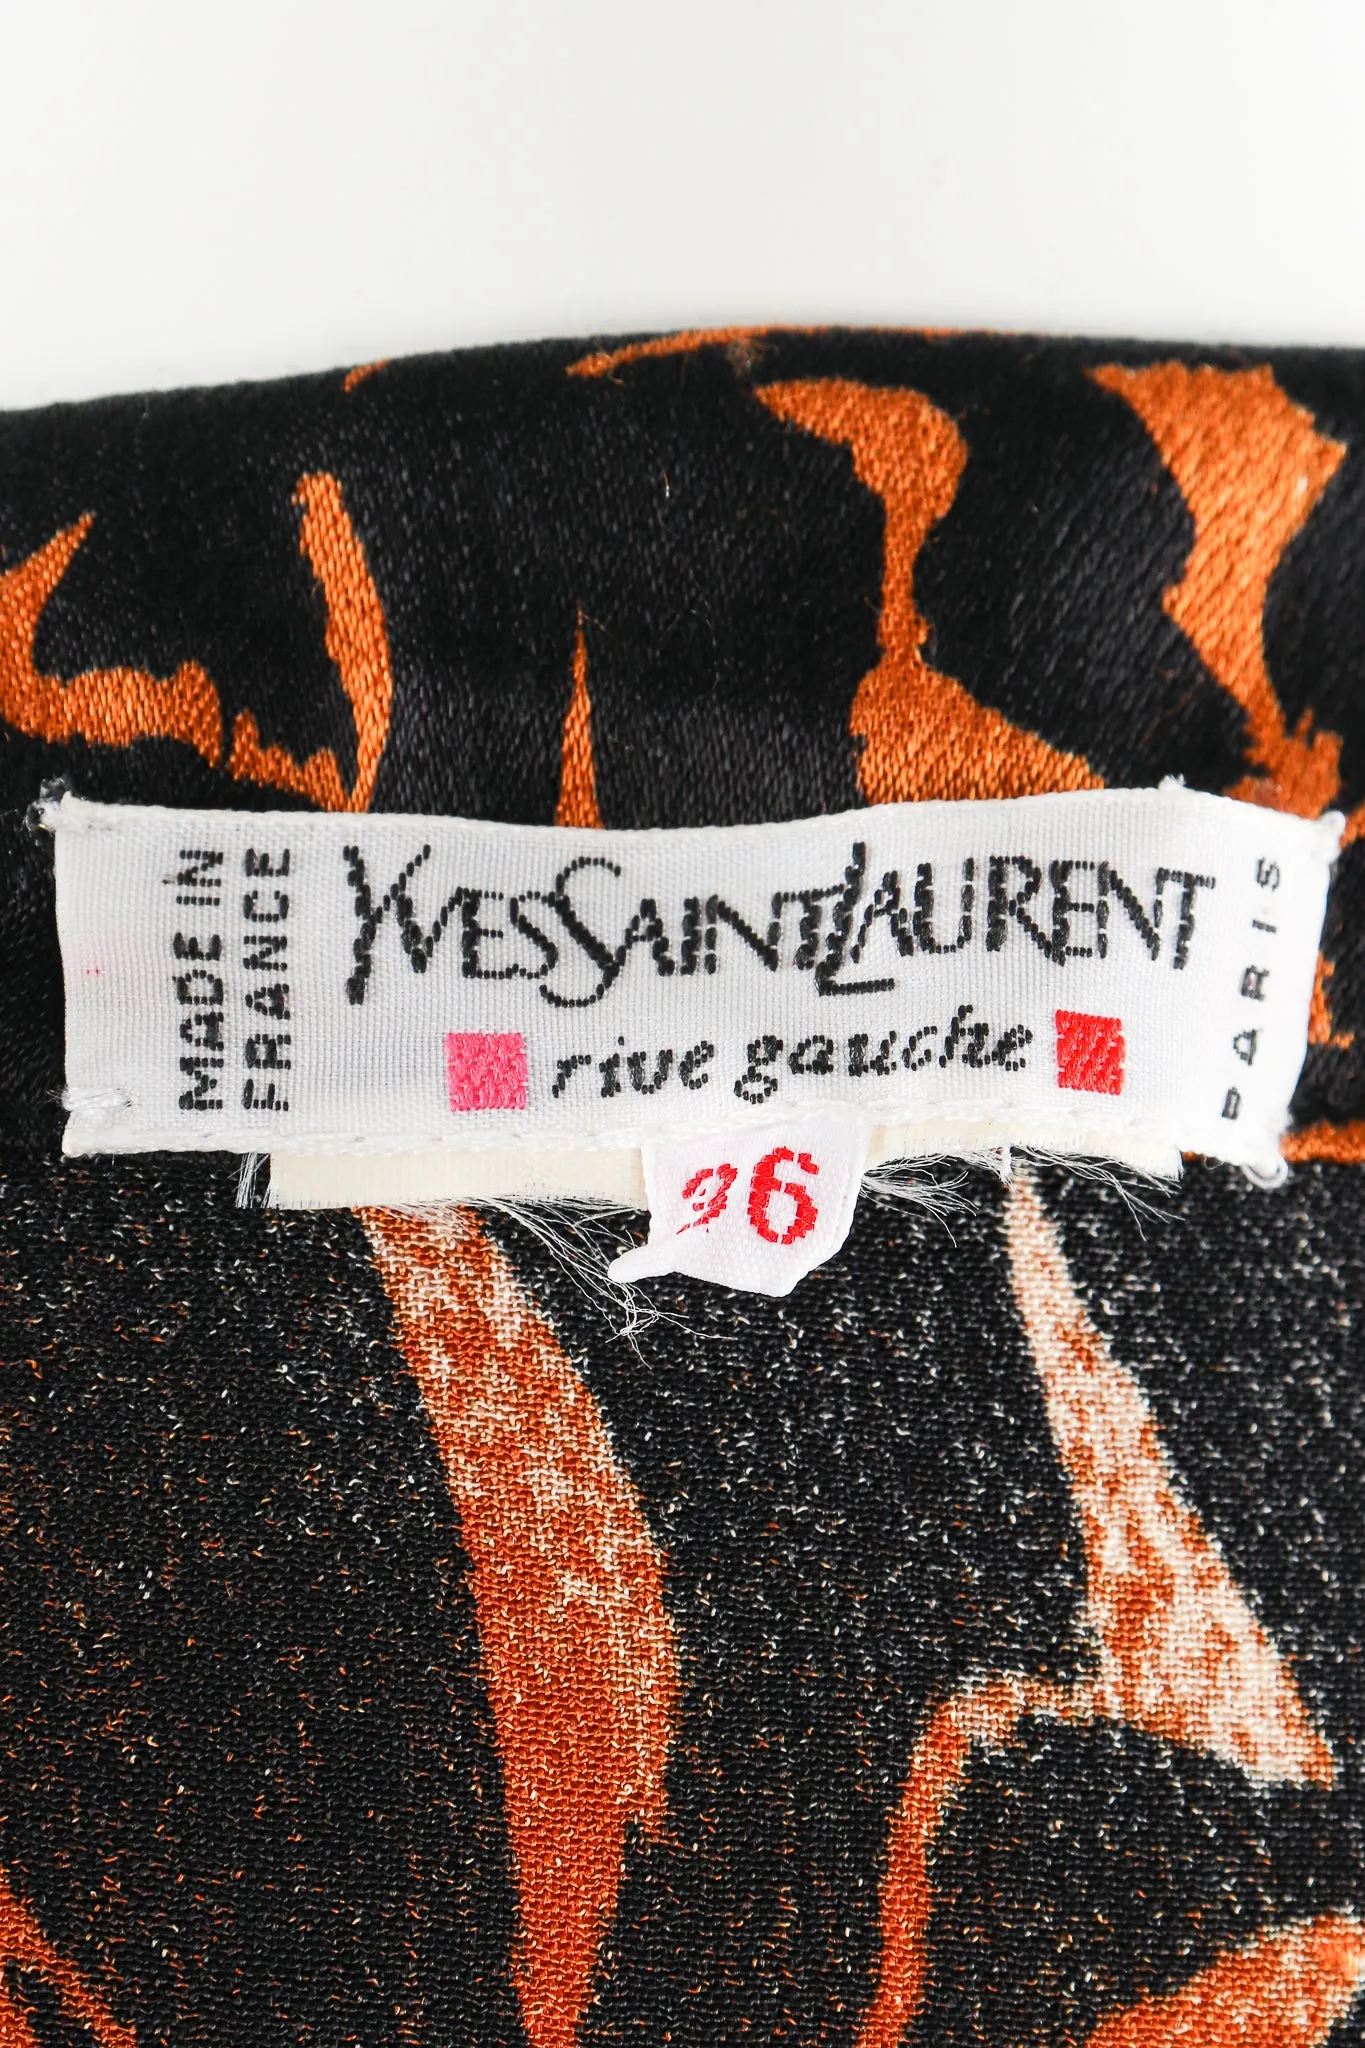 MADE IN
FRANCE
YVES SAINT LAURENT
rive gauche
PARIS
36